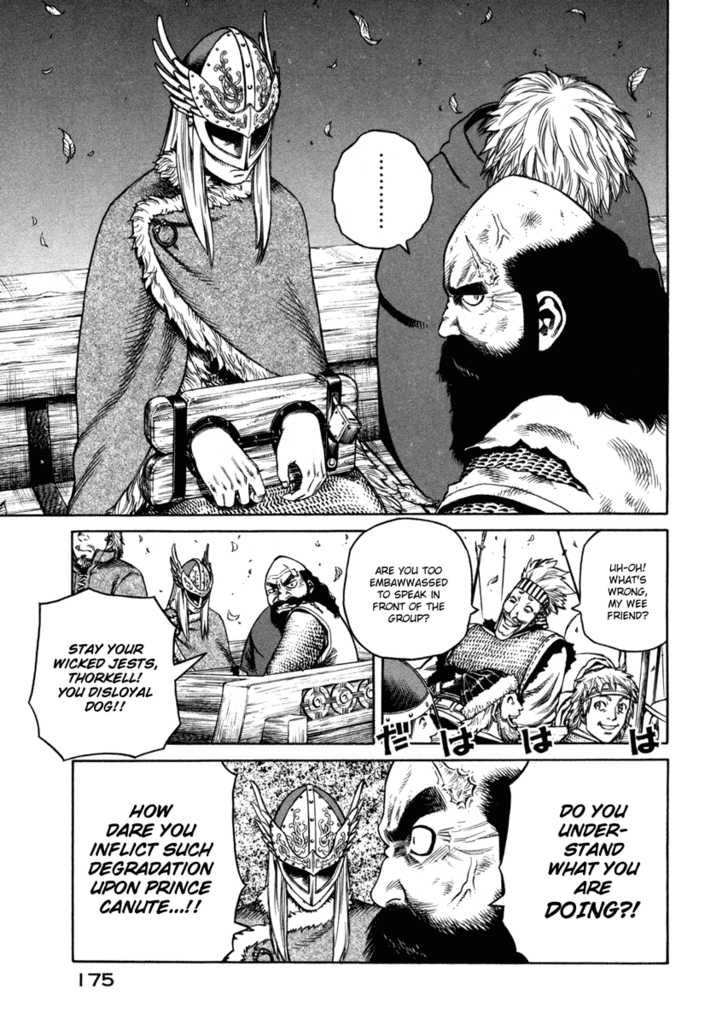 .........
UH-OH!
WHAT'S
WRONG,
MY WEE
FRIEND?
ARE YOU TOO
EMBAWWASSED
TO SPEAK IN
FRONT OF THE
GROUP?
だははは
STAY YOUR
WICKED JESTS,
THORKELL!
YOU DISLOYAL
DOG!!
DO YOU
UNDER-
STAND
WHAT YOU
ARE
DOING?!
HOW
DARE YOU
INFLICT SUCH
DEGRADATION
UPON PRINCE
CANUTE...!!
175